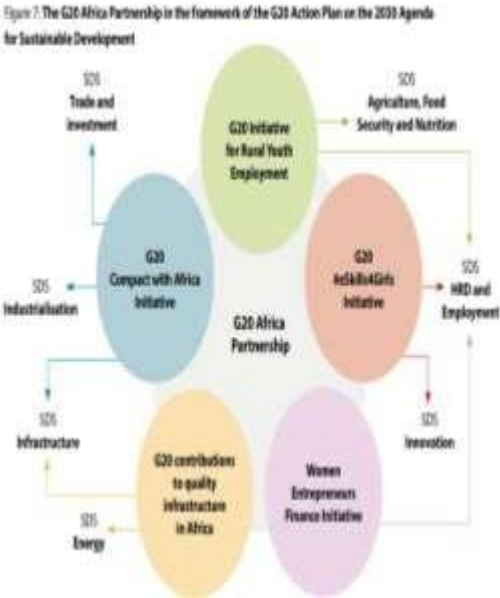 Figure 7: The G20 Africa Partnership in the framework of the G20 Action Plan on the 2030 Agenda
for Sustainable Development
SDS
Trade and
investment
G20 Initiative
for Rural Youth
Employment
SDS
Agriculture, Food
Security and Nutrition
G20
Compact with Africa
Initiative
G20
#eSkills4Girls
Initiative
SDS
Industrialisation
SDS
HRD and
Employment
G20 Africa
Partnership
SDS
Infrastructure
SDS
Innovation
G20 contributions
to quality
infrastructure
in Africa
Women
Entrepreneurs
Finance Initiative
SDS
Energy